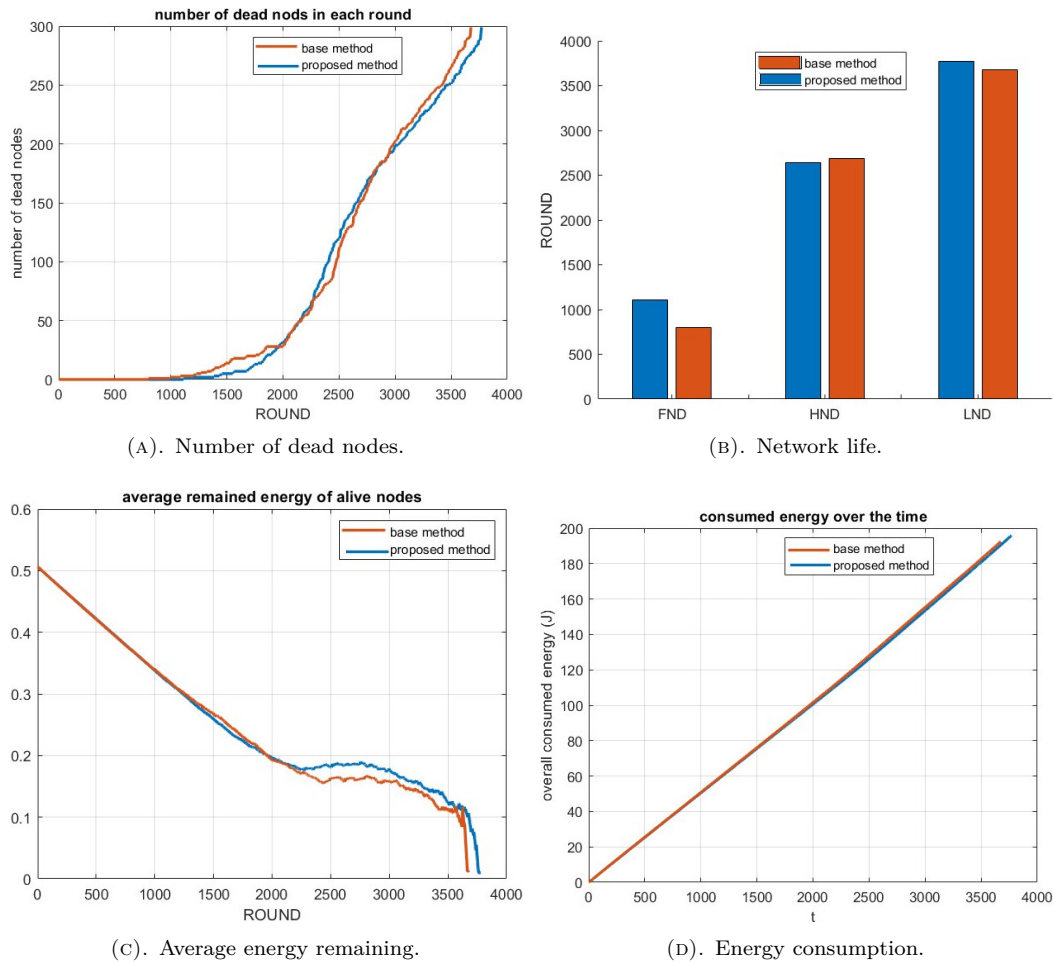 number of dead nods in each round
number of dead nodes
300
250
200
150
100
50
0
base method
proposed method
0 500 1000 1500 2000 2500 3000 3500 4000
ROUND
(A). Number of dead nodes.
ROUND
4000
3500
3000
2500
2000
1500
1000
500
0
base method
proposed method
FND HND LND
(B). Network life.
average remained energy of alive nodes
0.6
0.5
0.4
0.3
0.2
0.1
0
base method
proposed method
0 500 1000 1500 2000 2500 3000 3500 4000
ROUND
(C). Average energy remaining.
consumed energy over the time
overall consumed energy (J)
200
180
160
140
120
100
80
60
40
20
0
base method
proposed method
0 500 1000 1500 2000 2500 3000 3500 4000
t
(D). Energy consumption.